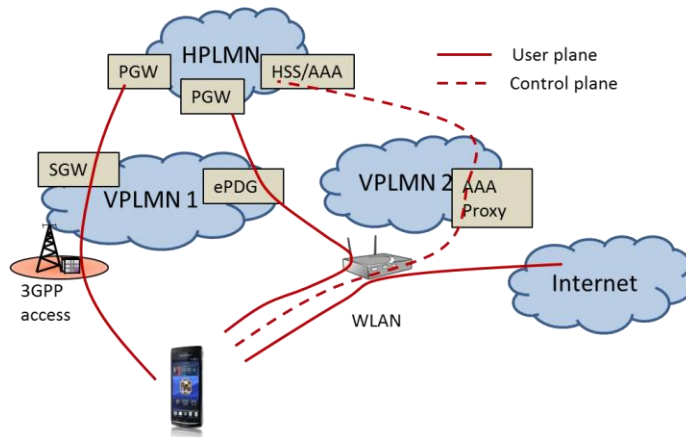 HPLMN
PGW
HSS/AAA
PGW
User plane
Control plane
SGW
VPLMN 1
ePDG
VPLMN 2
AAA
Proxy
3GPP
access
WLAN
Internet